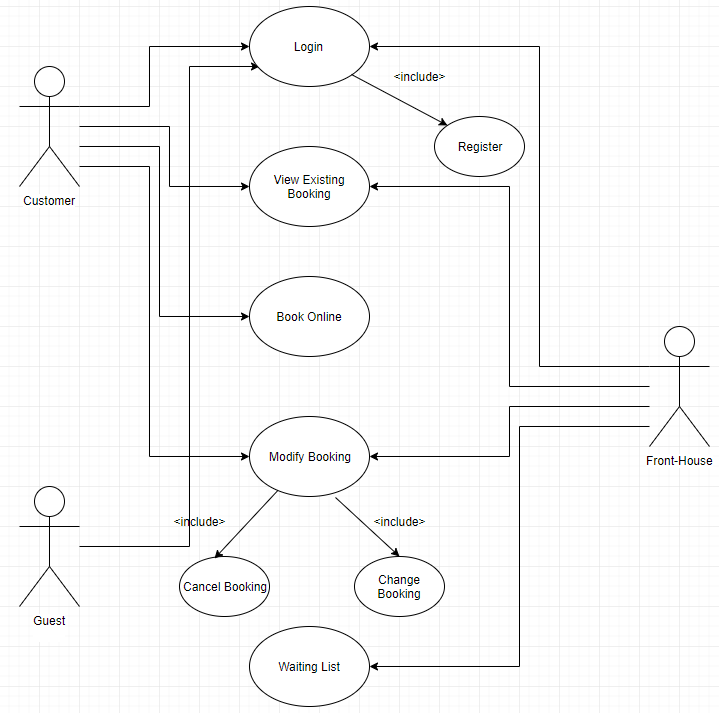 Login
<include>
Register
Customer
View Existing
Booking
Book Online
Front-House
Modify Booking
<include>
<include>
Cancel Booking
Change
Booking
Guest
Waiting List